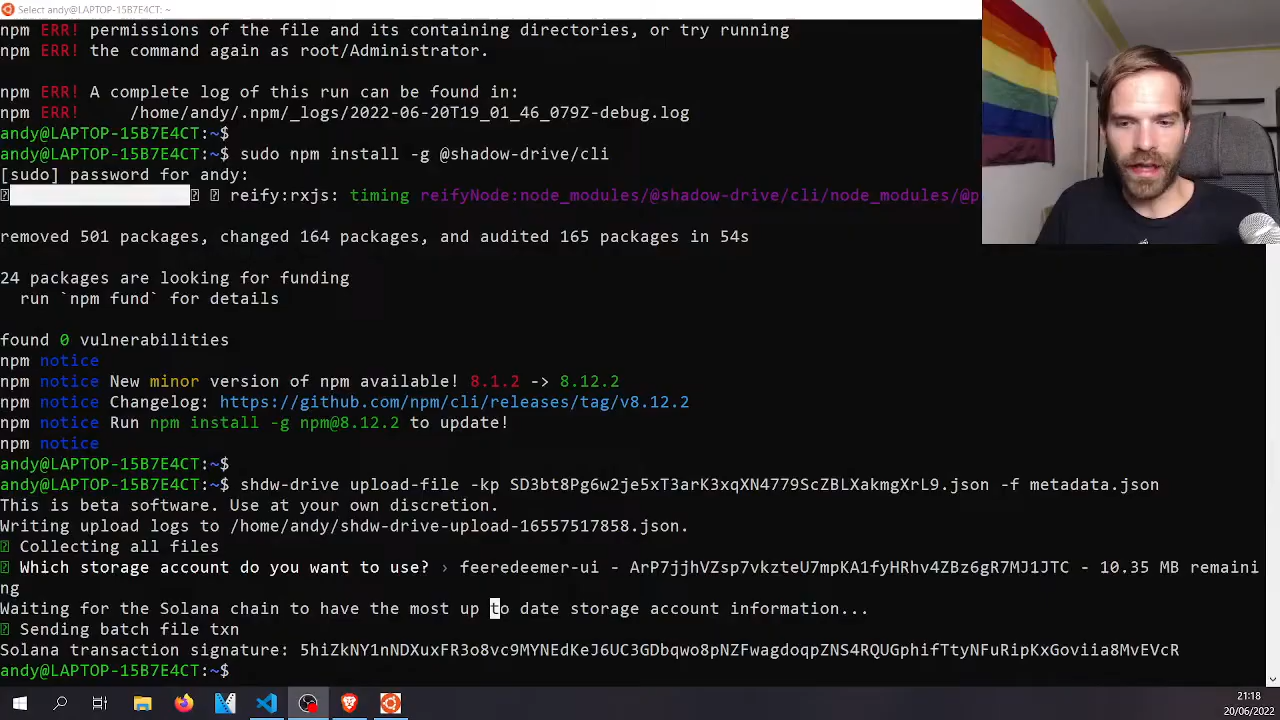 Select andy@LAPTOP-15B7E4CT: ~
npm ERR! permissions of the file and its containing directories, or try running
npm ERR! the command again as root/Administrator.
npm ERR! A complete log of this run can be found in:
npm ERR!     /home/andy/.npm/_logs/2022-06-20T19_01_46_079Z-debug.log
andy@LAPTOP-15B7E4CT:~$
andy@LAPTOP-15B7E4CT:~$ sudo npm install -g @shadow-drive/cli
[sudo] password for andy:
reify:rxjs: timing reifyNode:node_modules/@shadow-drive/cli/node_modules/@p
removed 501 packages, changed 164 packages, and audited 165 packages in 54s
24 packages are looking for funding
  run `npm fund` for details
found 0 vulnerabilities
npm notice
npm notice New minor version of npm available! 8.1.2 -> 8.12.2
npm notice Changelog: https://github.com/npm/cli/releases/tag/v8.12.2
npm notice Run npm install -g npm@8.12.2 to update!
npm notice
andy@LAPTOP-15B7E4CT:~$
andy@LAPTOP-15B7E4CT:~$ shdw-drive upload-file -kp SD3bt8Pg6w2je5xT3arK3xqXN4779ScZBLXakmgXrL9.json -f metadata.json
This is beta software. Use at your own discretion.
Writing upload logs to /home/andy/shdw-drive-upload-16557517858.json.
Collecting all files
Which storage account do you want to use? › feeredeemer-ui - ArP7jjhVZsp7vkzteU7mpKA1fyHRhv4ZBz6gR7MJ1JTC - 10.35 MB remaini
ng
Waiting for the Solana chain to have the most up to date storage account information...
Sending batch file txn
Solana transaction signature: 5hiZkNY1nNDXuxFR3o8vc9MYNEdKeJ6UC3GDbqwo8pNZFwagdoqpZNS4RQUGphifTtyNFuRipKxGoviia8MvEVcR
andy@LAPTOP-15B7E4CT:~$
21:18
20/06/2022